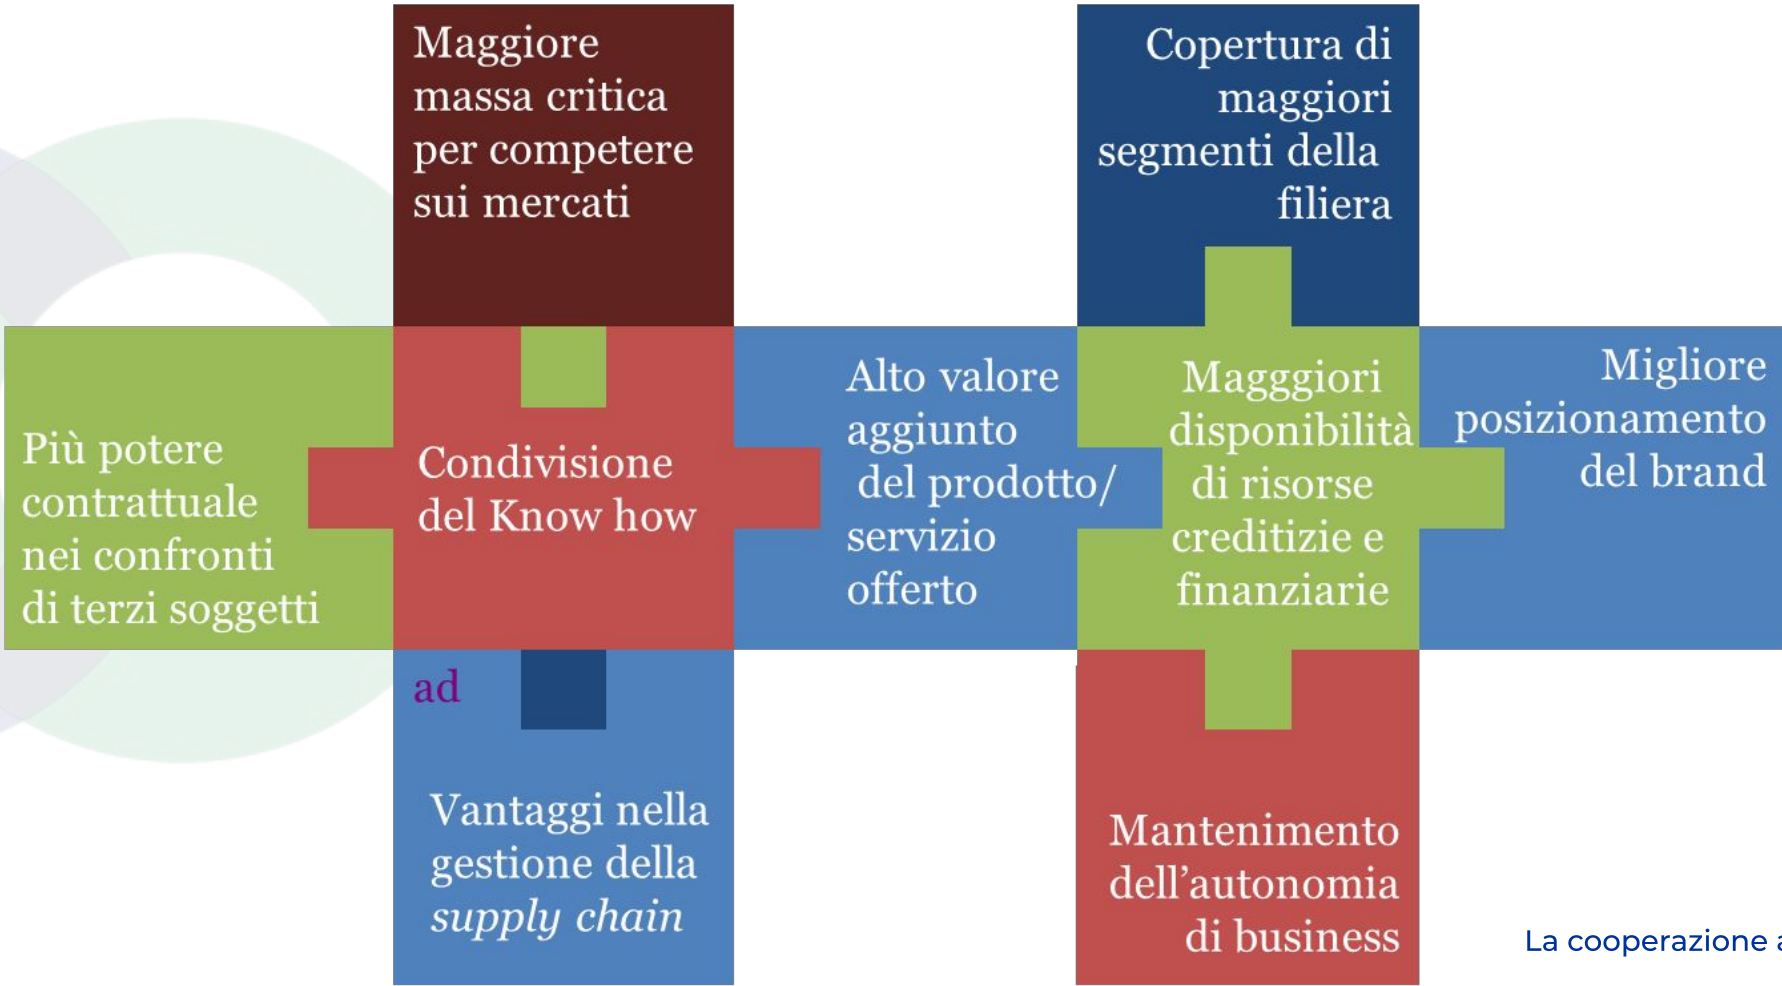 Maggiore
massa critica
per competere
sui mercati
Copertura di
maggiori
segmenti della
filiera
Più potere
contrattuale
nei confronti
di terzi soggetti
Condivisione
del Know how
Alto valore
aggiunto
del prodotto/
servizio
offerto
Magggiori
disponibilità
di risorse
creditizie e
finanziarie
Migliore
posizionamento
del brand
ad
Vantaggi nella
gestione della
supply chain
Mantenimento
dell’autonomia
di business
La cooperazione